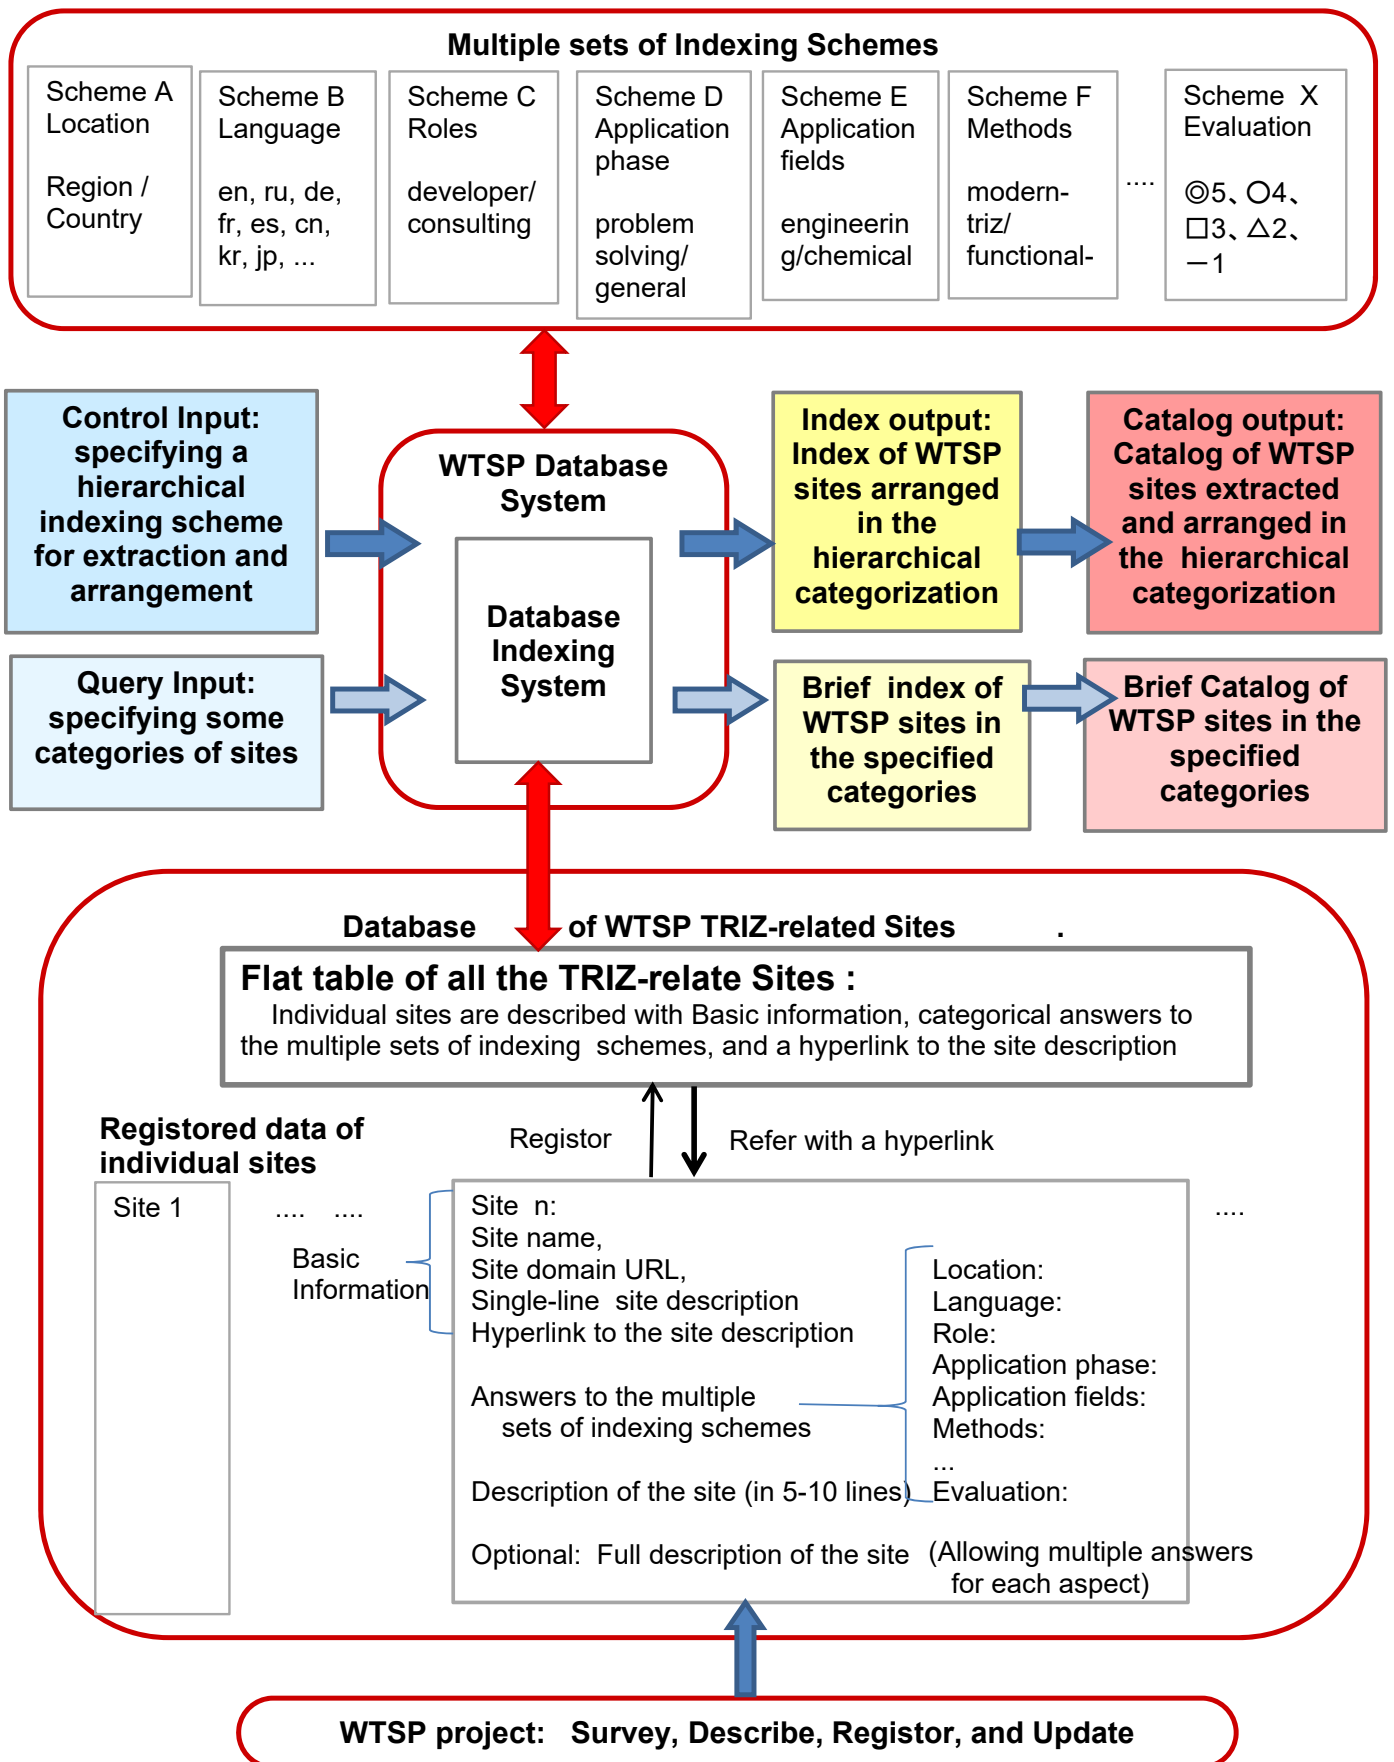 Multiple sets of Indexing Schemes
Scheme A
Location
Region /
Country
Scheme B
Language
en, ru, de,
fr, es, cn,
kr, jp, ...
Scheme C
Roles
developer/
consulting
Scheme D
Application
phase
problem
solving/
general
Scheme E
Application
fields
engineerin
g/chemical
Scheme F
Methods
modern-
triz/
functional-
....
Scheme X
Evaluation
◎5、○4、
□3、△2、
－1
Control Input:
specifying a
hierarchical
indexing scheme
for extraction and
arrangement
WTSP Database
System
Database
Indexing
System
Index output:
Index of WTSP
sites arranged
in the
hierarchical
categorization
Catalog output:
Catalog of WTSP
sites extracted
and arranged in
the hierarchical
categorization
Query Input:
specifying some
categories of sites
Brief index of
WTSP sites in
the specified
categories
Brief Catalog of
WTSP sites in the
specified
categories
Database of WTSP TRIZ-related Sites .
Flat table of all the TRIZ-relate Sites :
Individual sites are described with Basic information, categorical answers to
the multiple sets of indexing schemes, and a hyperlink to the site description
Registored data of
individual sites
Registor
Refer with a hyperlink
Site 1
.... ....
Basic
Information
Site n:
Site name,
Site domain URL,
Single-line site description
Hyperlink to the site description
Answers to the multiple
sets of indexing schemes
Description of the site (in 5-10 lines)
Optional: Full description of the site
Location:
Language:
Role:
Application phase:
Application fields:
Methods:
...
Evaluation:
(Allowing multiple answers
for each aspect)
....
WTSP project: Survey, Describe, Registor, and Update